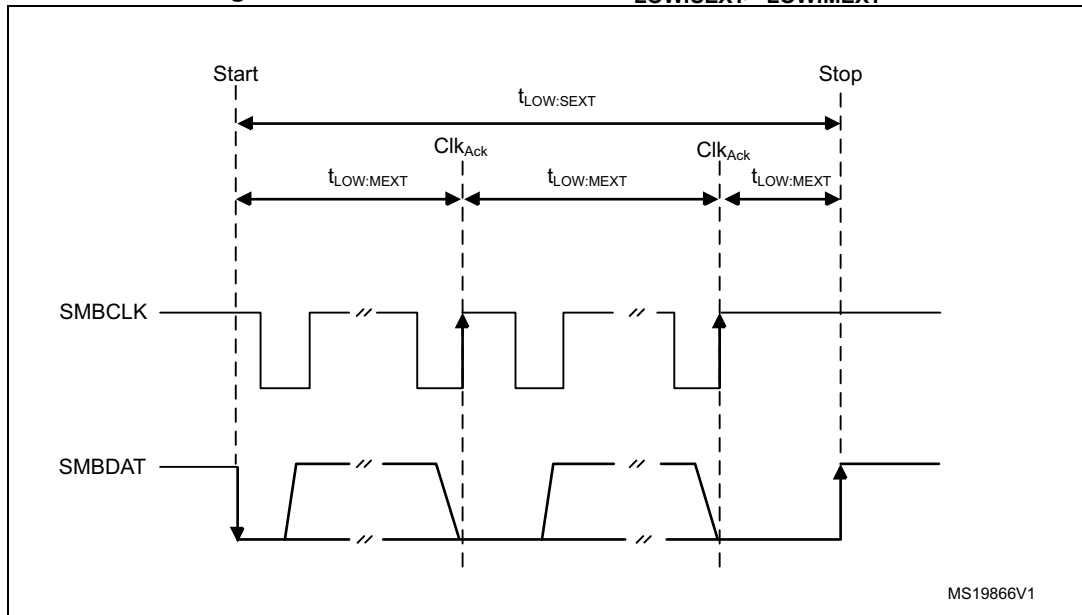 Start
Stop
tLOW:SEXT
ClkAck
ClkAck
tLOW:MEXT
tLOW:MEXT
tLOW:MEXT
SMBCLK
SMBDAT
MS19866V1